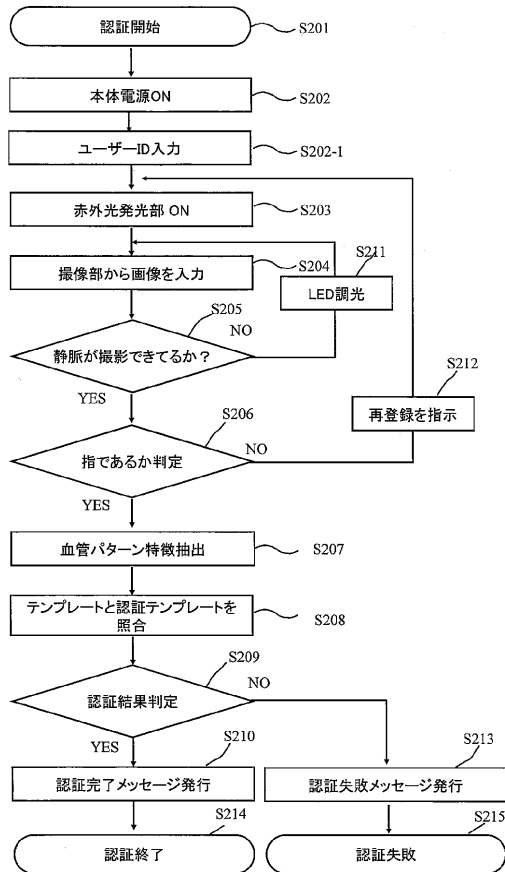 認証開始
S201
本体電源ON
S202
ユーザーID入力
S202-1
赤外光発光部 ON
S203
撮像部から画像を入力
S204
S211
LED調光
S205
静脈が撮影できてるか？
NO
YES
S212
再登録を指示
S206
指であるか判定
NO
YES
血管パターン特徴抽出
S207
テンプレートと認証テンプレートを
照合
S208
S209
認証結果判定
NO
YES
S210
認証完了メッセージ発行
S213
認証失敗メッセージ発行
S214
認証終了
S215
認証失敗